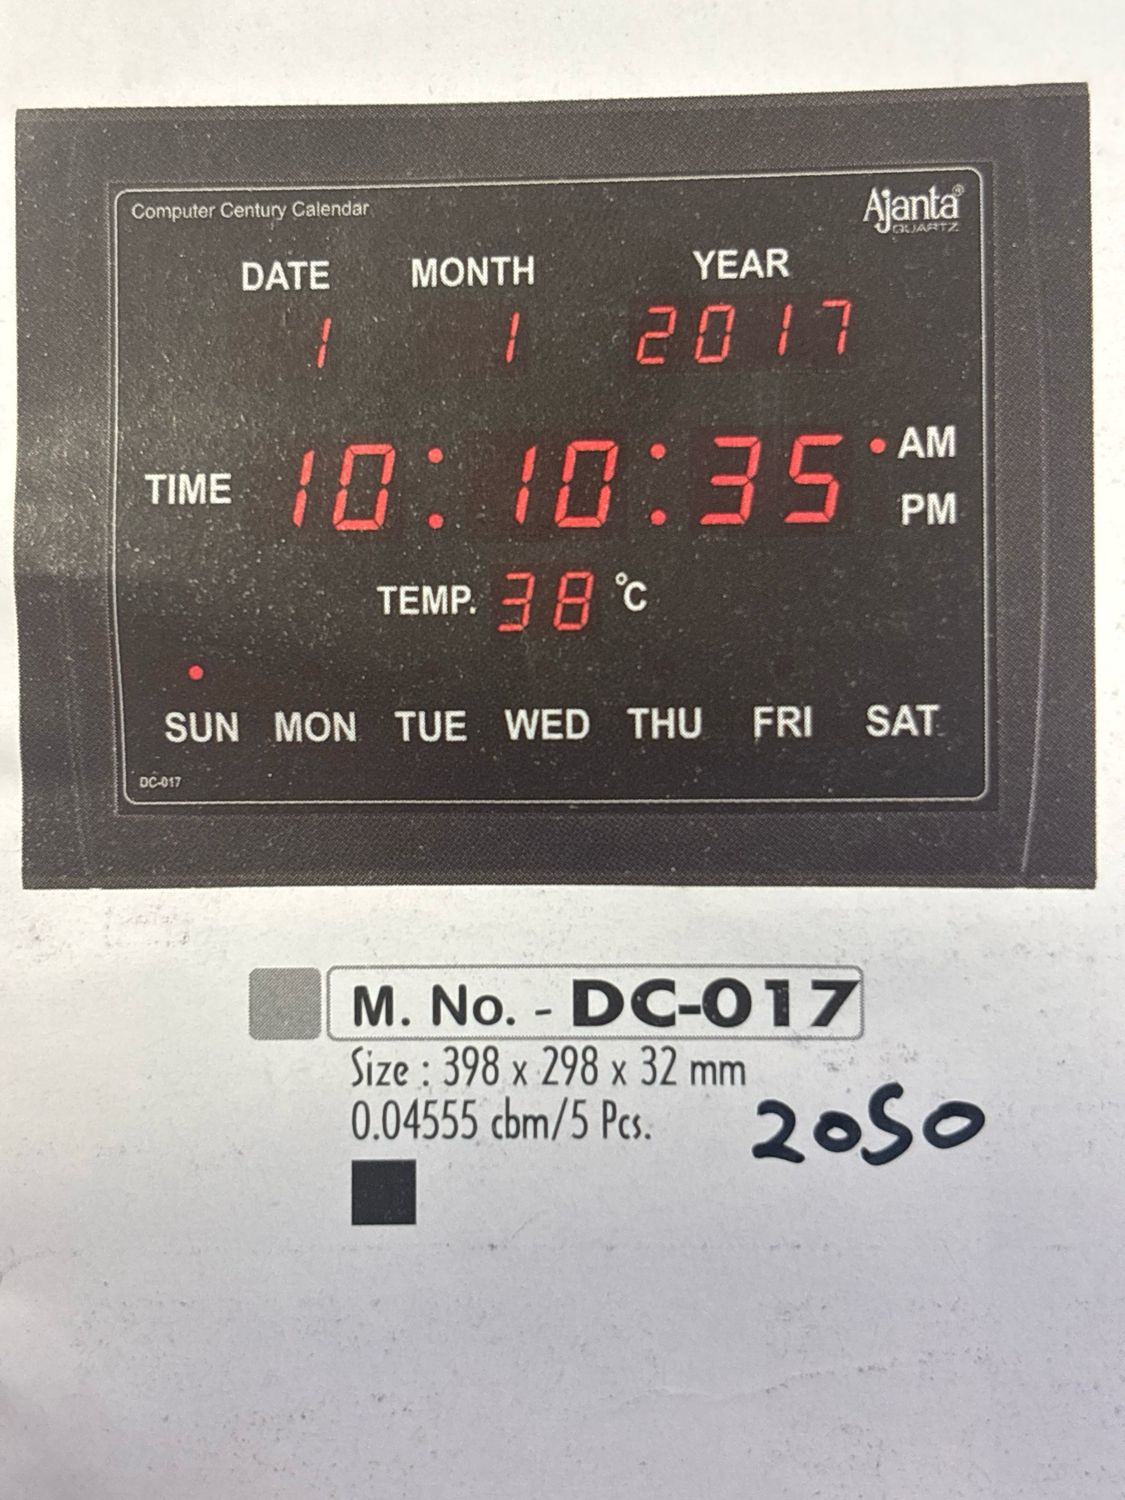 Computer Century Calendar
Ajanta®
QUARTZ
DATE MONTH YEAR
1 1 2017
TIME 10:10:35 AM
PM
TEMP. 38 °C
SUN MON TUE WED THU FRI SAT
DC-017
M. No. - DC-017
Size : 398 x 298 x 32 mm
0.04555 cbm/5 Pcs.
2050